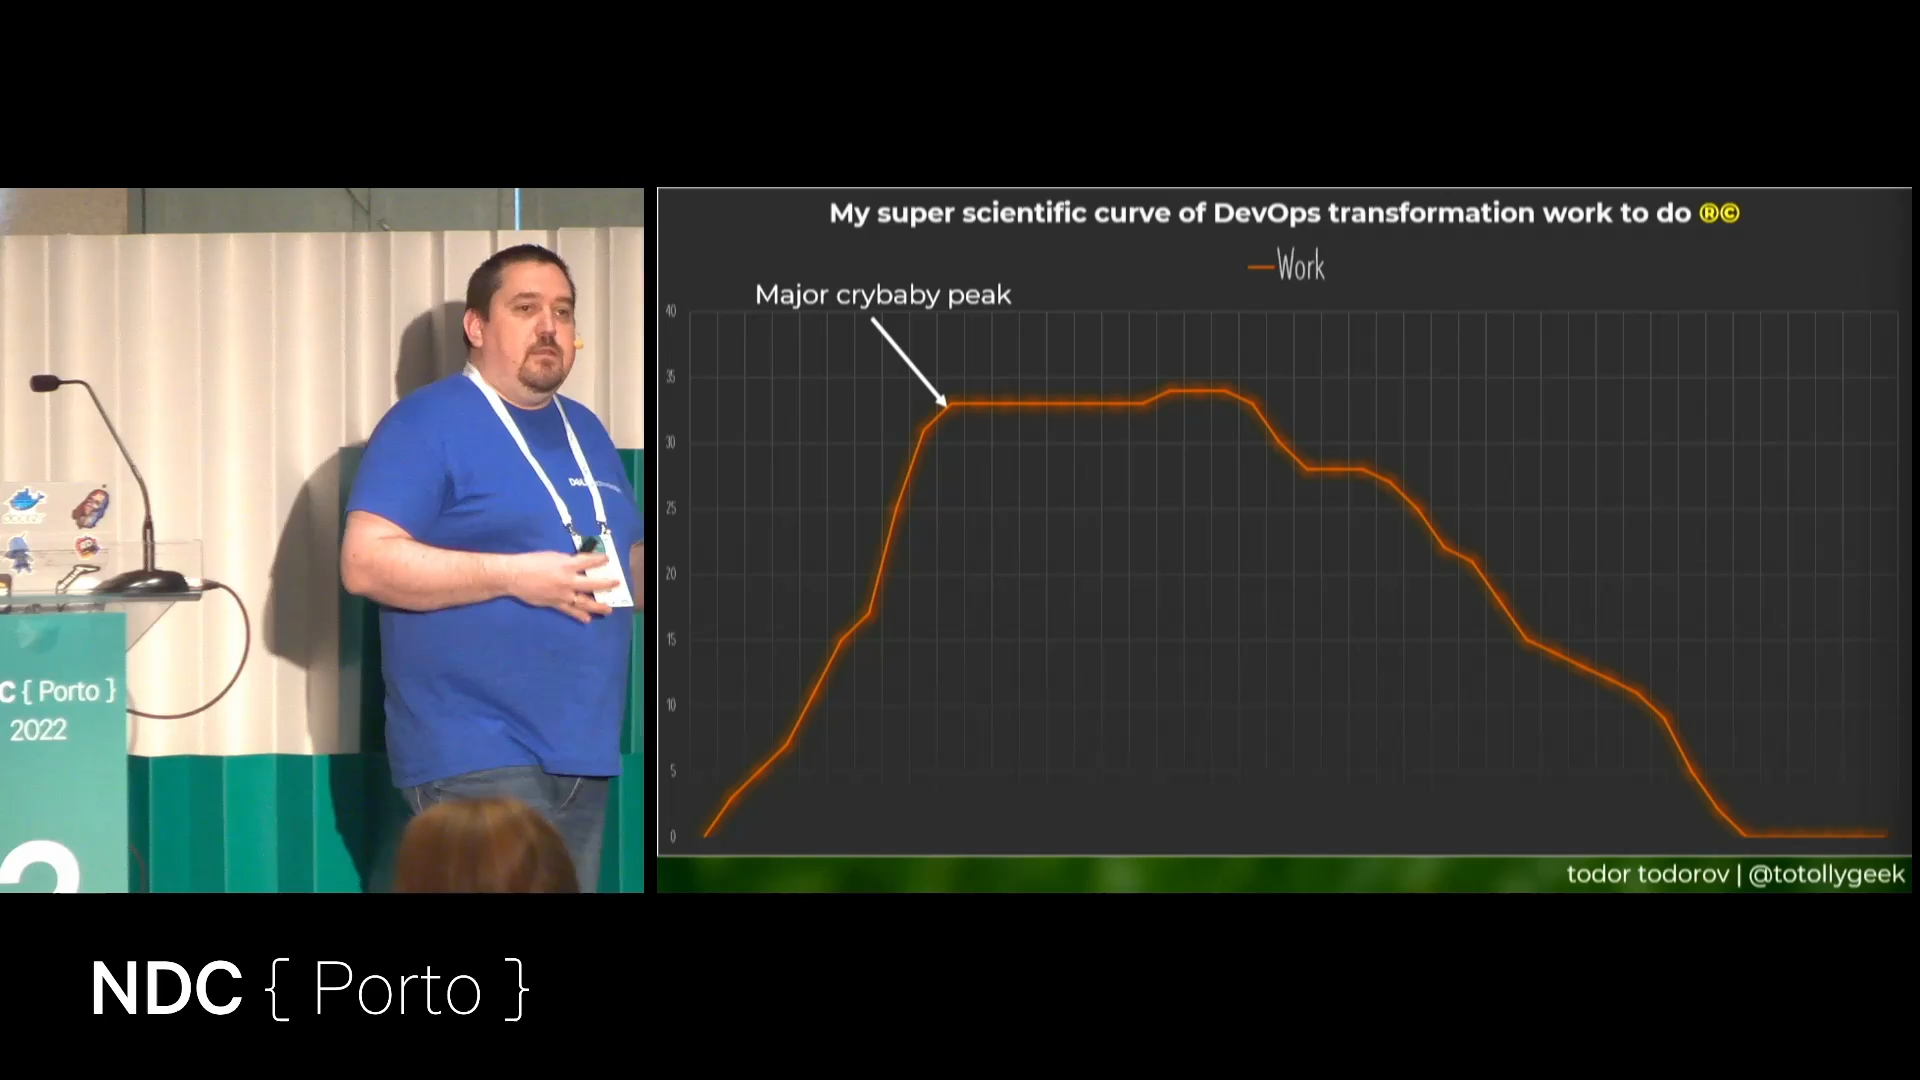 My super scientific curve of DevOps transformation work to do ®©
Work
Major crybaby peak
40
35
30
25
20
15
10
5
0
todor todorov | @totollygeek
C { Porto }
2022
NDC { Porto }